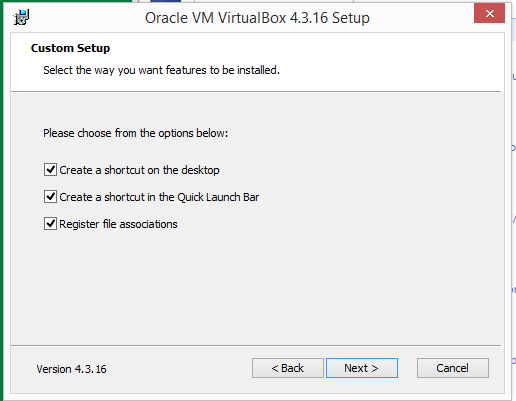 Oracle VM VirtualBox 4.3.16 Setup
Custom Setup
Select the way you want features to be installed.
Please choose from the options below:
Create a shortcut on the desktop
Create a shortcut in the Quick Launch Bar
Register file associations
Version 4.3.16
< Back
Next >
Cancel